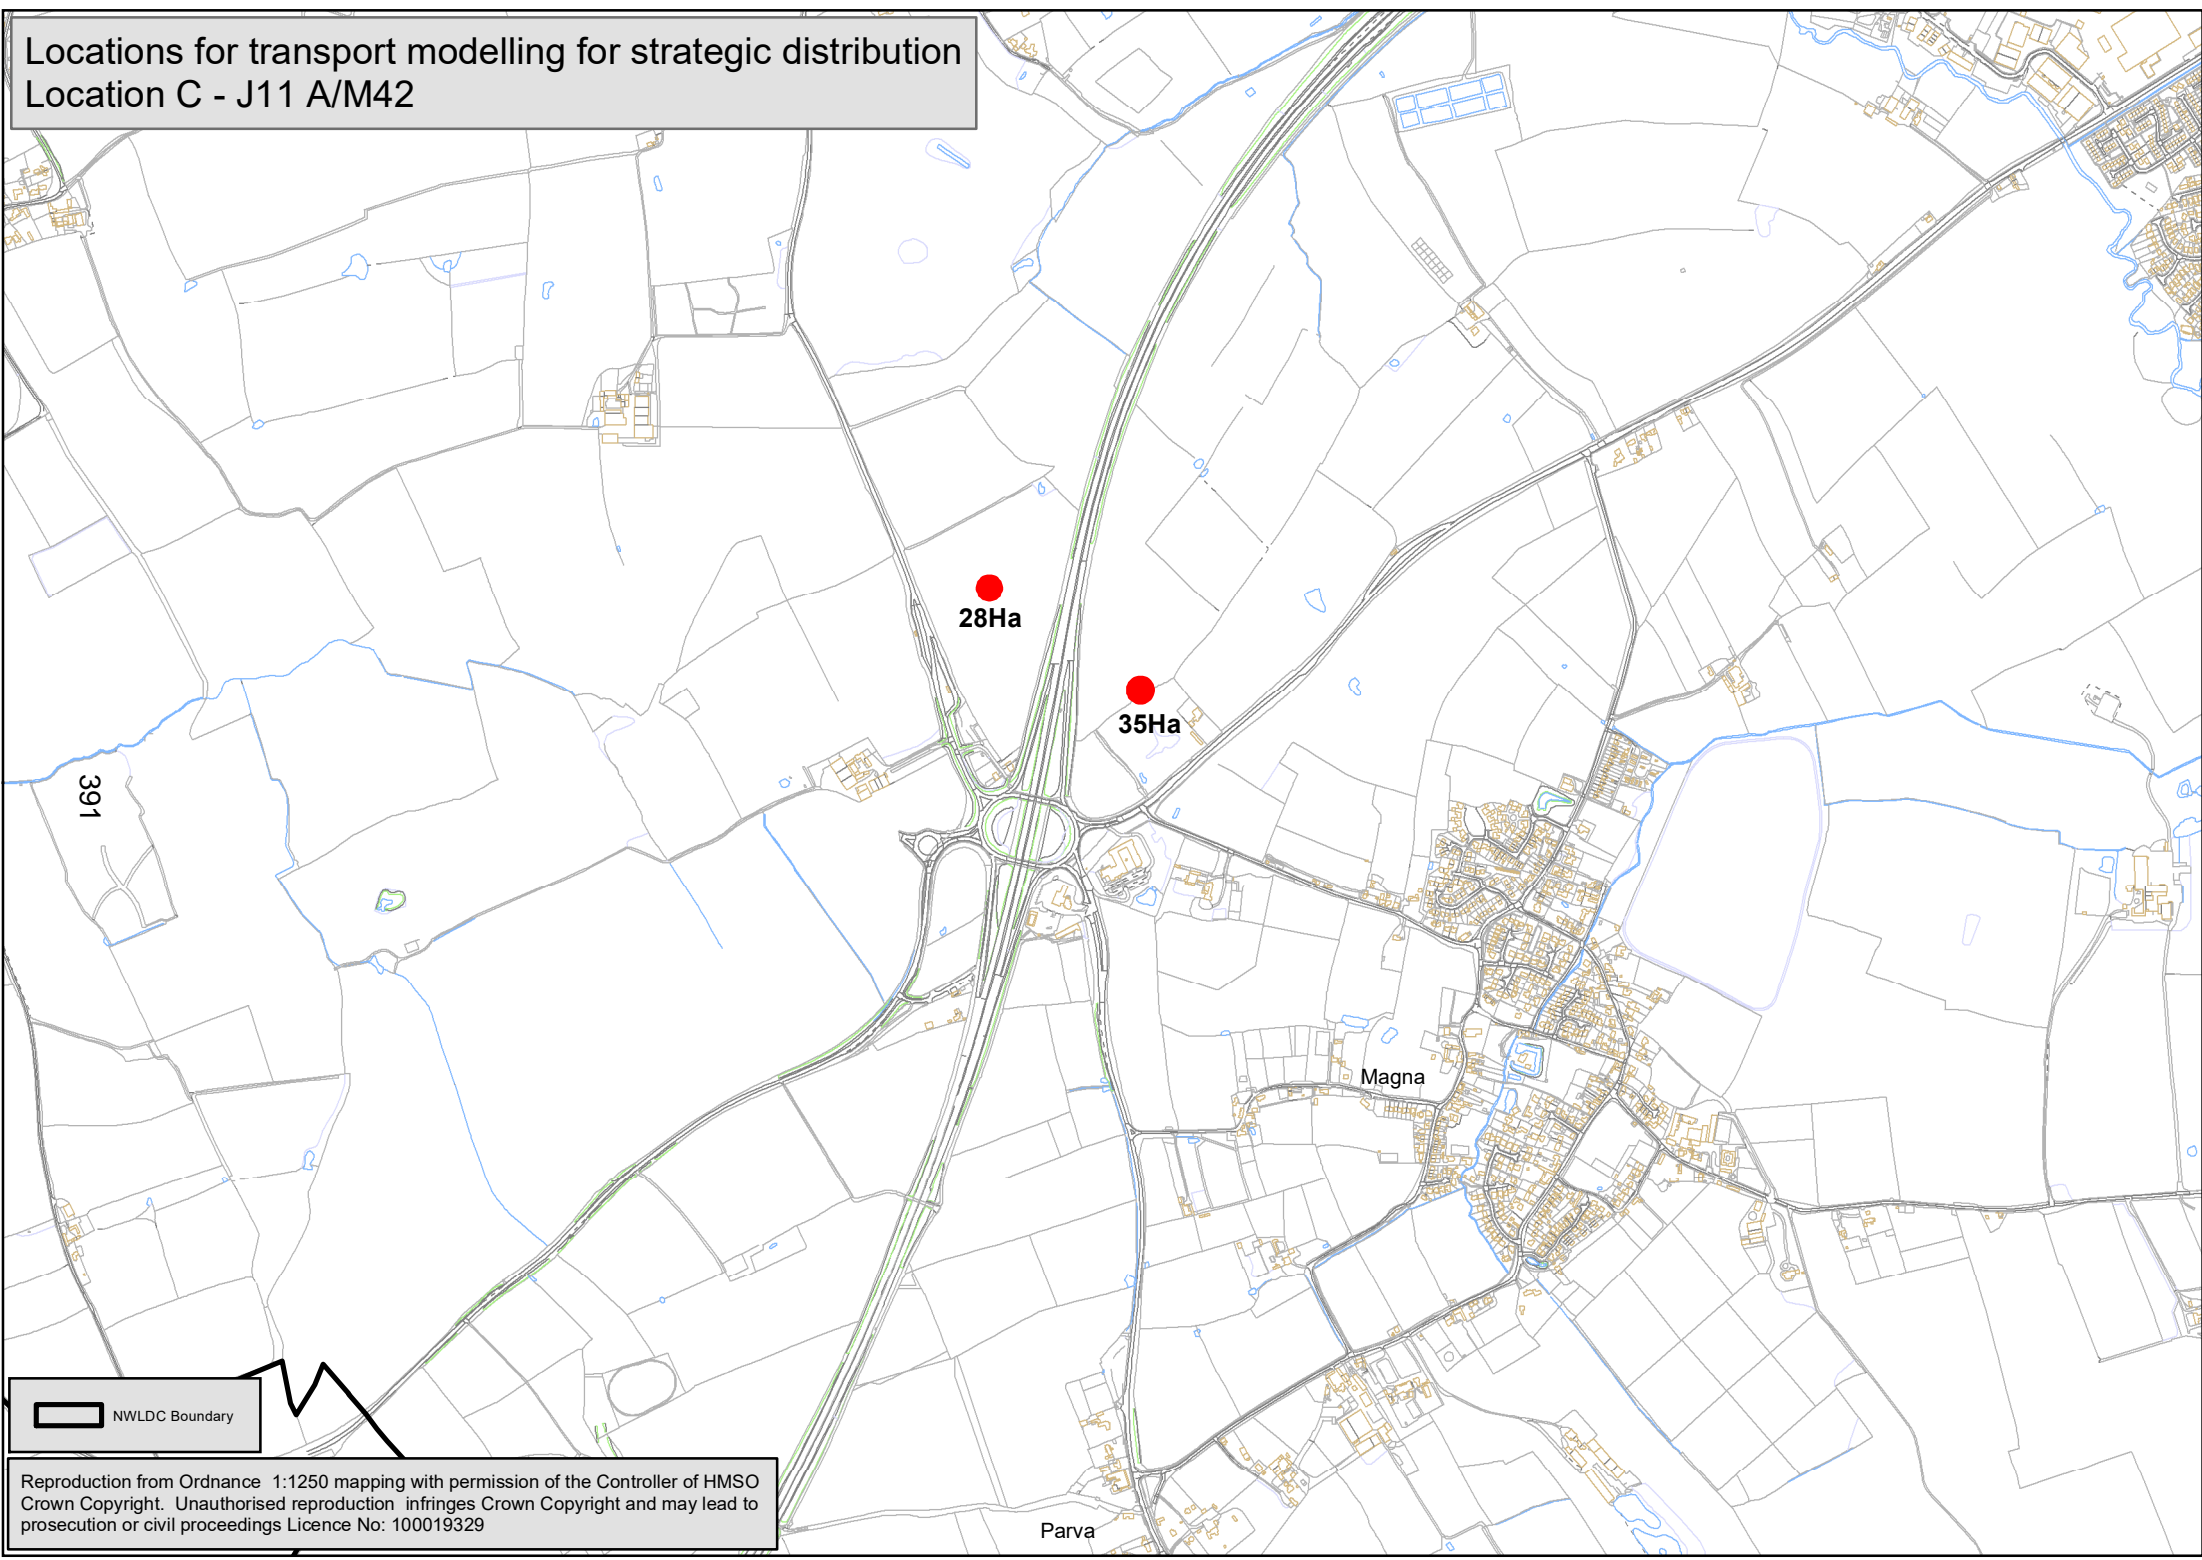 Locations for transport modelling for strategic distribution
Location C - J11 A/M42
28Ha
35Ha
391
Magna
NWLDC Boundary
Reproduction from Ordnance 1:1250 mapping with permission of the Controller of HMSO
Crown Copyright. Unauthorised reproduction infringes Crown Copyright and may lead to
prosecution or civil proceedings Licence No: 100019329
Parva